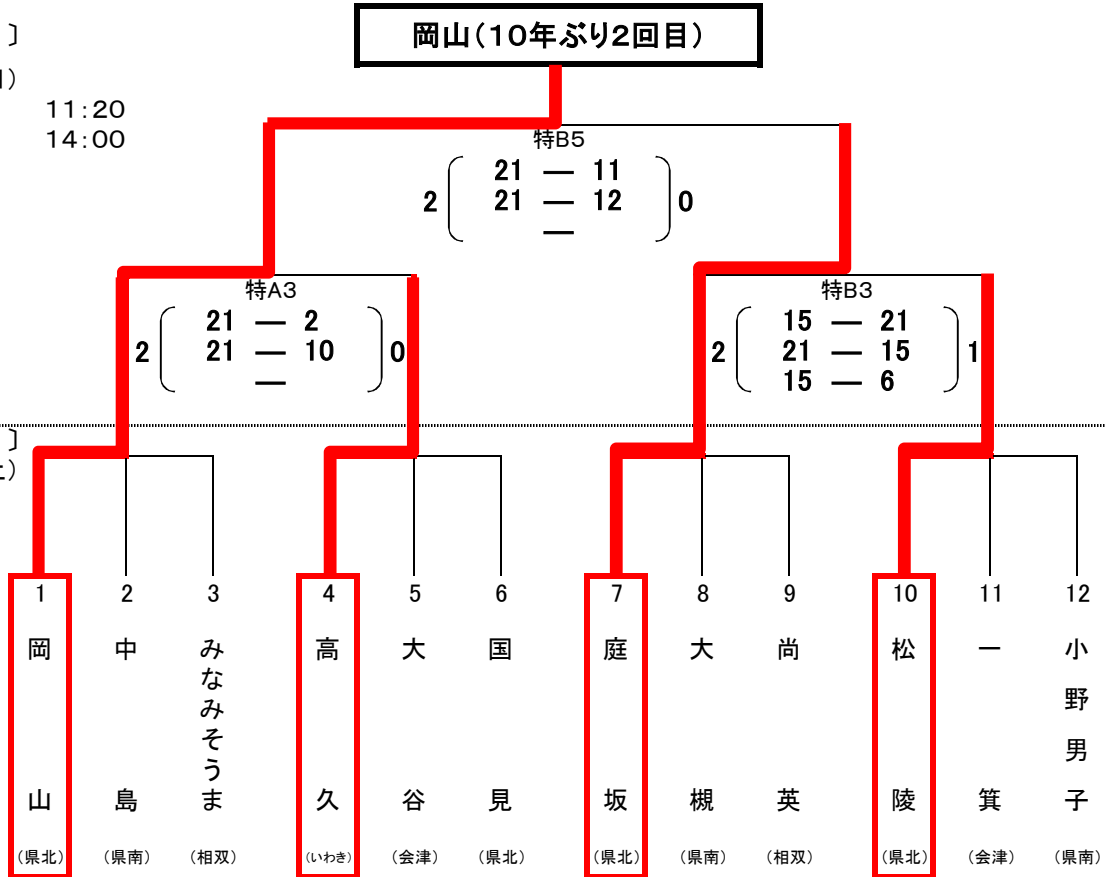 岡山(10年ぶり2回目)
〕
)
11:20
14:00
特B5
2 21 ― 11 0
21 ― 12
―
特A3
2 21 ― 2 0
21 ― 10
―
特B3
15 ― 21
2 21 ― 15 1
15 ― 6
〕
)
1 2 3 4 5 6 7 8 9 10 11 12
岡山
中島
みなみそうま
高久
大谷
国見
庭坂
大槻
尚英
松陵
一箕
小野男子
(県北) (県南) (相双) (いわき) (会津) (県北) (県北) (県南) (相双) (県北) (会津) (県南)